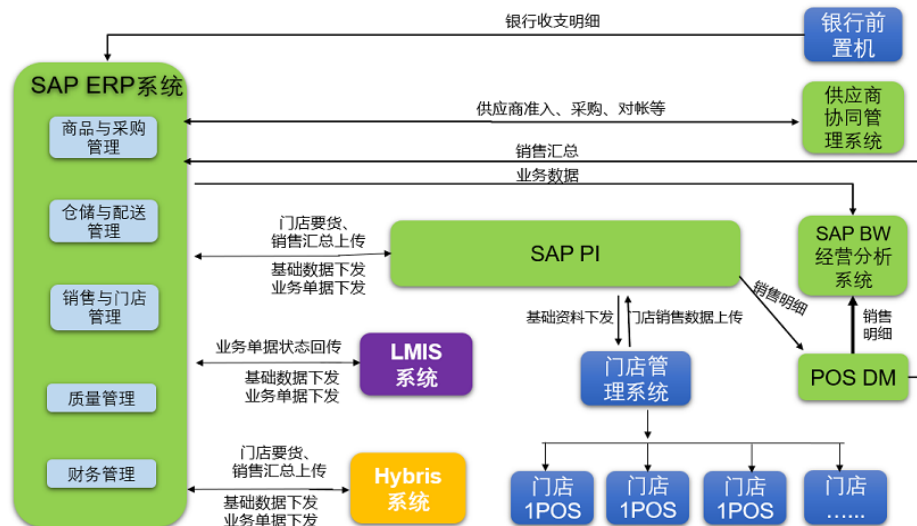 银行收支明细
银行前
置机
SAP ERP系统
供应商准入、采购、对帐等
供应商
协同管
理系统
商品与采购
管理
销售汇总
业务数据
仓储与配送
管理
门店要货、
销售汇总上传
基础数据下发
业务单据下发
SAP PI
SAP BW
经营分析
系统
销售与门店
管理
基础资料下发
门店销售数据上传
销售明细
销售
明细
业务单据状态回传
基础数据下发
业务单据下发
LMIS
系统
门店管
理系统
POS DM
质量管理
财务管理
门店要货、
销售汇总上传
基础数据下发
业务单据下发
Hybris
系统
门店
1POS
门店
1POS
门店
1POS
门店
......